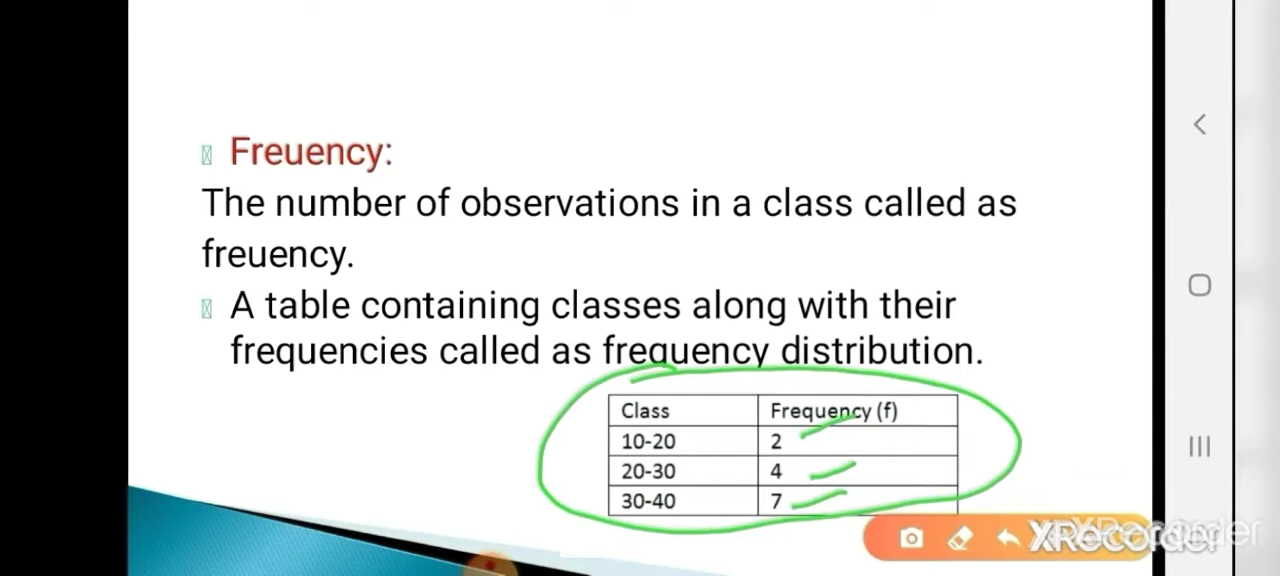 Freuency:
The number of observations in a class called as
freuency.
A table containing classes along with their
frequencies called as frequency distribution.
Class Frequency (f)
10-20 2
20-30 4
30-40 7
XRecorder